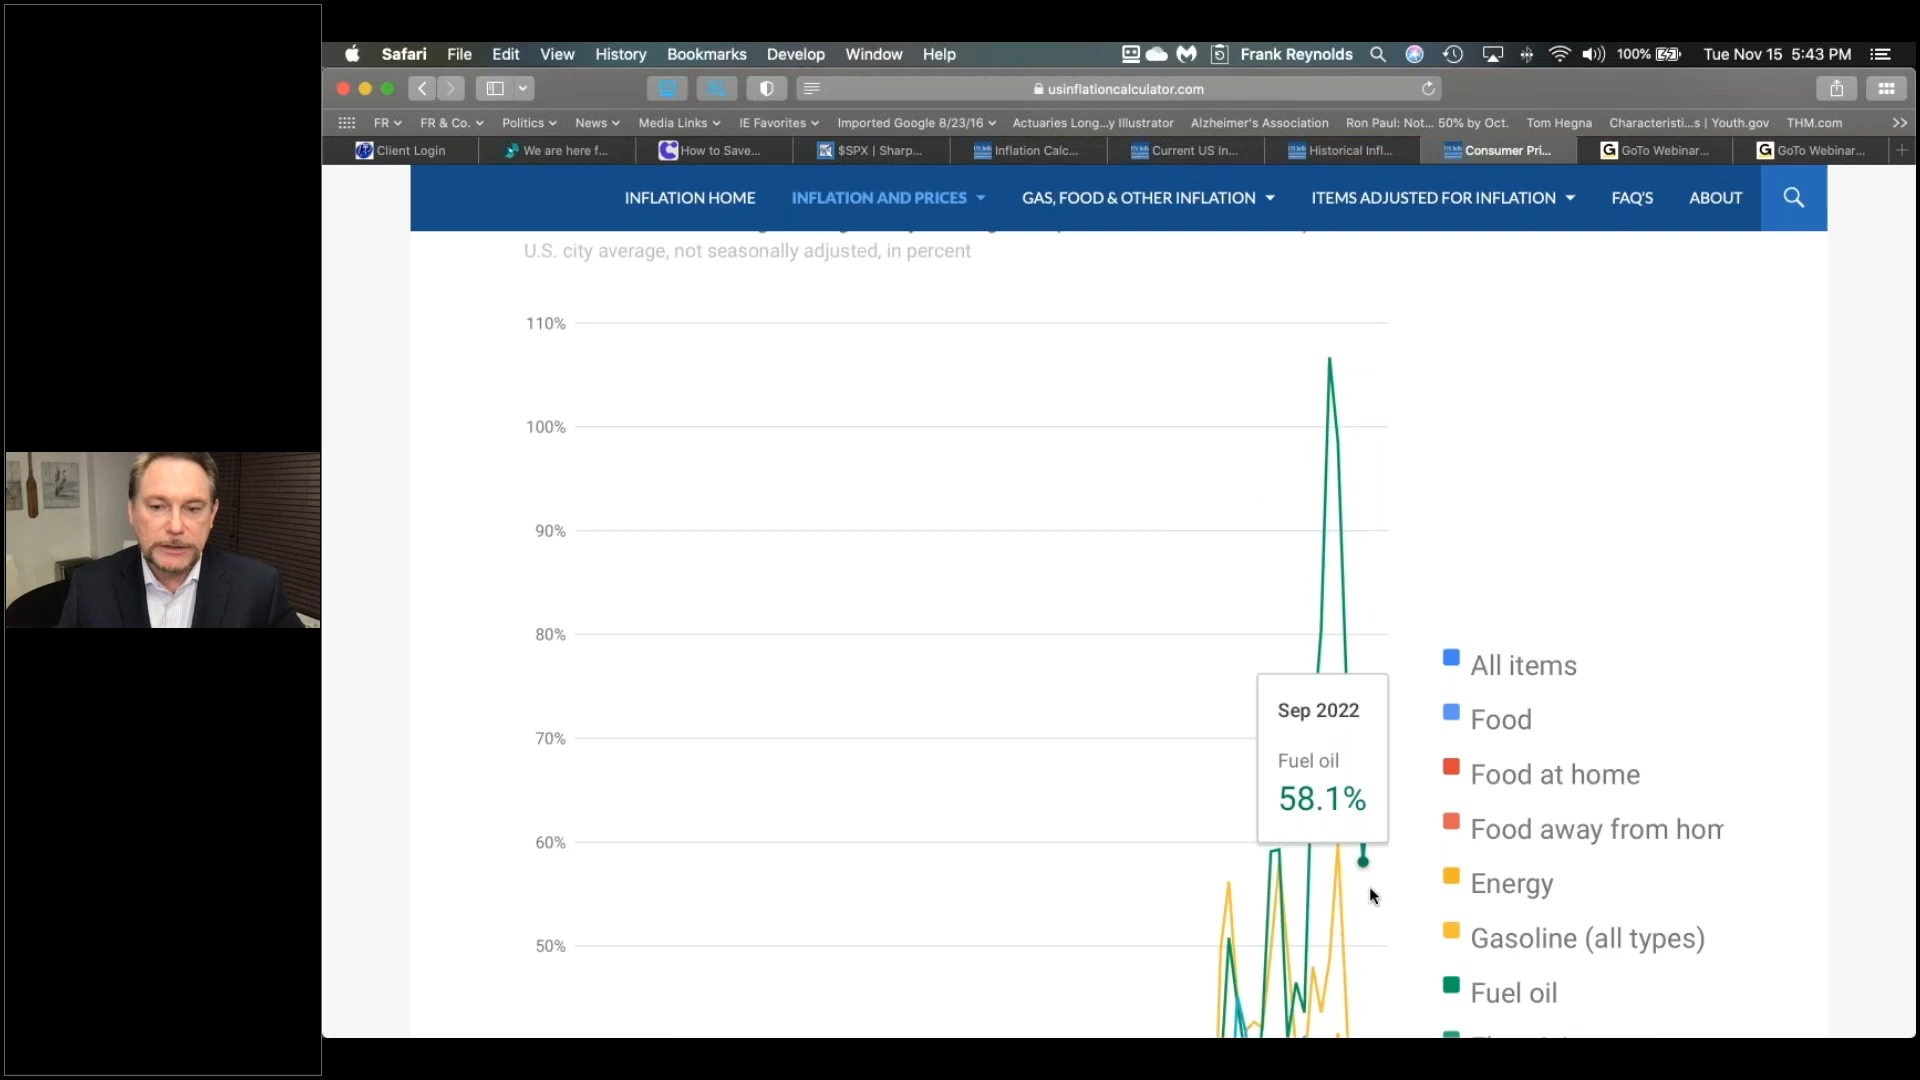 Safari File Edit View History Bookmarks Develop Window Help Frank Reynolds 100% Tue Nov 15 5:43 PM
usinflationcalculator.com
FR FR & Co. Politics News Media Links IE Favorites Imported Google 8/23/16 Actuaries Long...y Illustrator Alzheimer's Association Ron Paul: Not... 50% by Oct. Tom Hegna Characteristi...s | Youth.gov THM.com
Client Login We are here f... How to Save... $SPX | Sharp... Inflation Calc... Current US In... Historical Infl... Consumer Pri... G GoTo Webinar... G GoTo Webinar...
INFLATION HOME INFLATION AND PRICES GAS, FOOD & OTHER INFLATION ITEMS ADJUSTED FOR INFLATION FAQ'S ABOUT
U.S. city average, not seasonally adjusted, in percent
110%
100%
90%
80%
70%
60%
50%
Sep 2022
Fuel oil
58.1%
All items
Food
Food at home
Food away from hom
Energy
Gasoline (all types)
Fuel oil